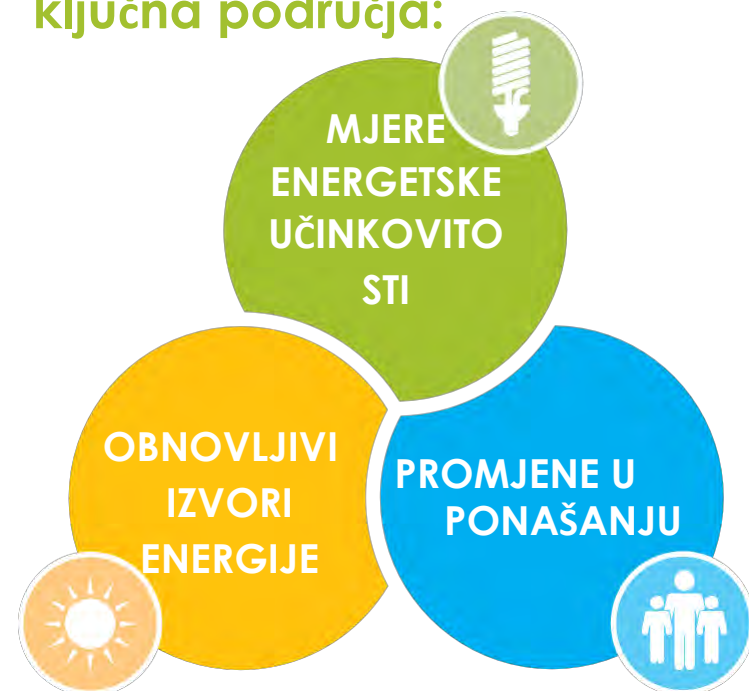 ključna područja:
MJERE
ENERGETSKE
UČINKOVITO
STI
OBNOVLJIVI
IZVORI
ENERGIJE
PROMJENE U
PONAŠANJU